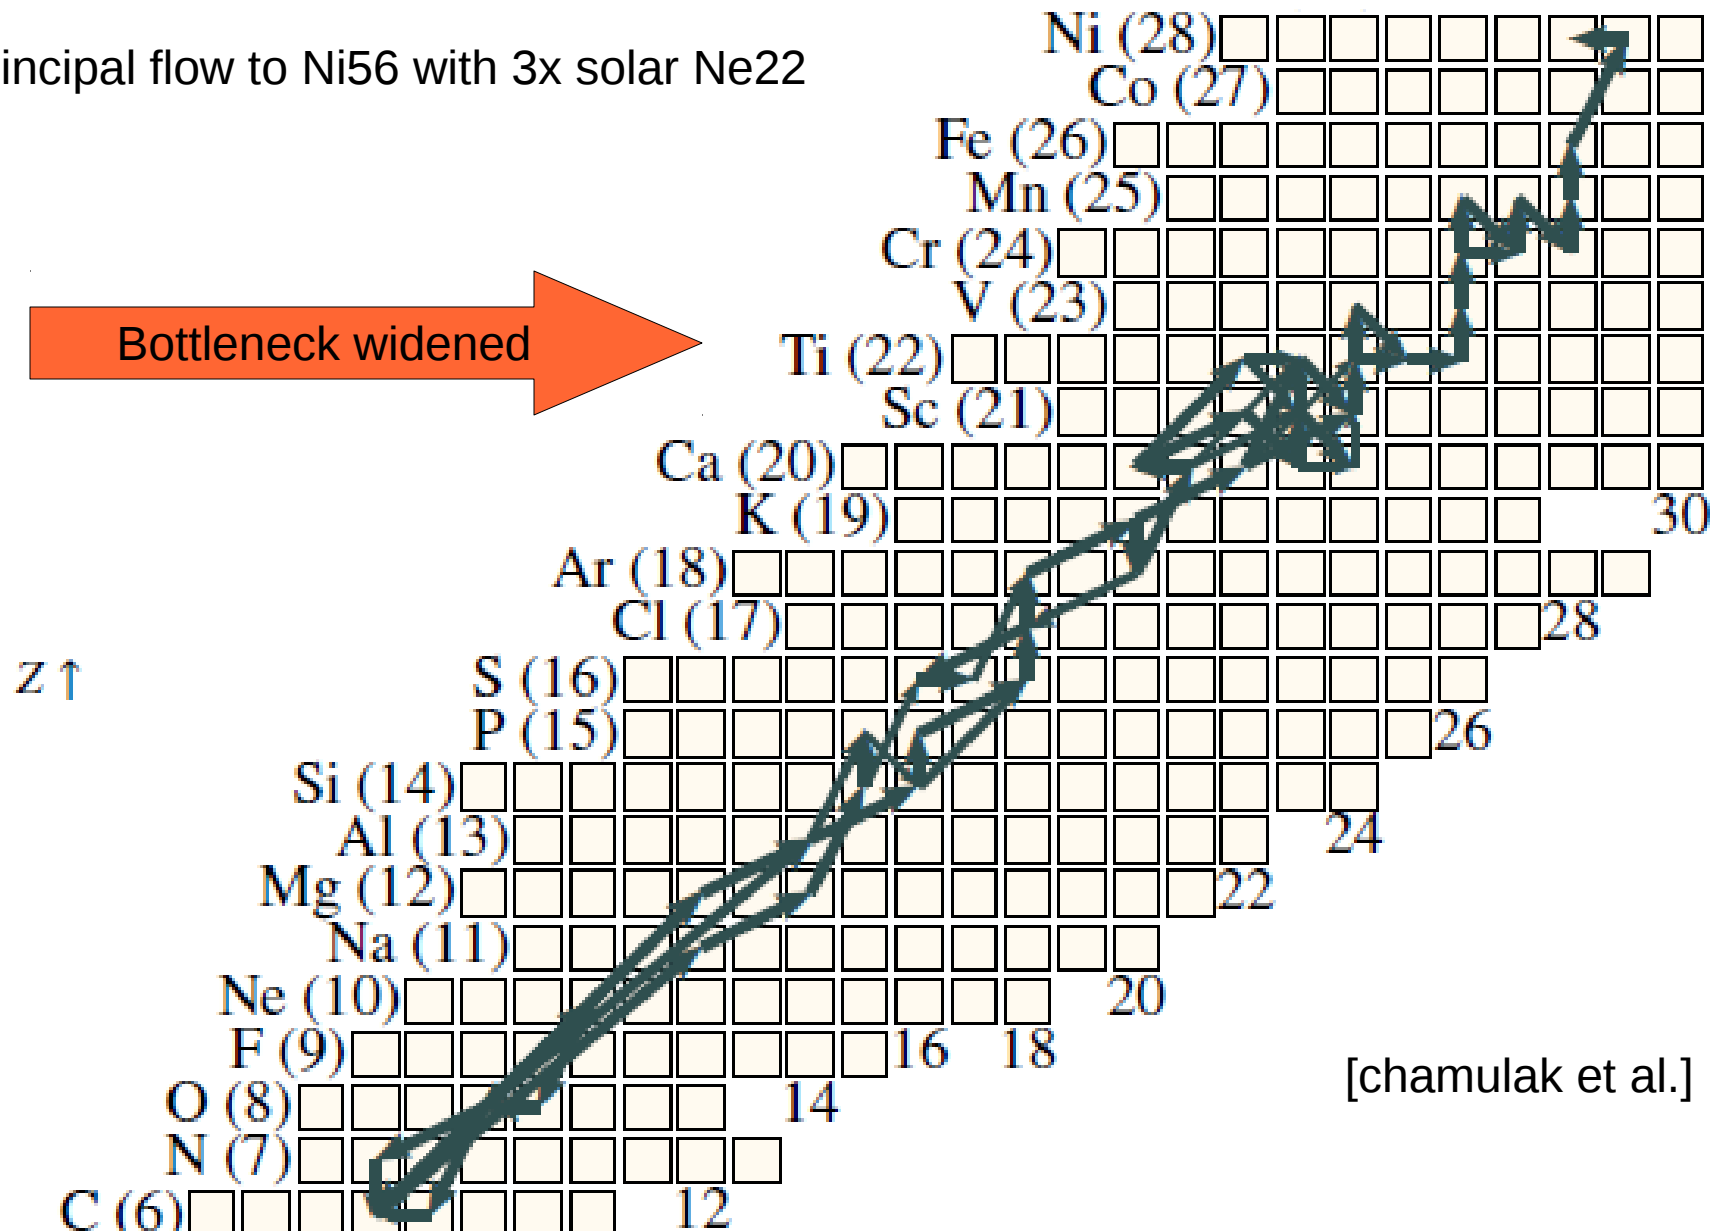 incipal flow to Ni56 with 3x solar Ne22
Ni (28)
Co (27)
Fe (26)
Mn (25)
Cr (24)
V (23)
Bottleneck widened
Ti (22)
Sc (21)
Ca (20)
K (19)
30
Ar (18)
Cl (17)
28
Z ↑
S (16)
P (15)
26
Si (14)
Al (13)
24
Mg (12)
22
Na (11)
Ne (10)
20
F (9)
16
18
[chamulak et al.]
O (8)
14
N (7)
C (6)
12